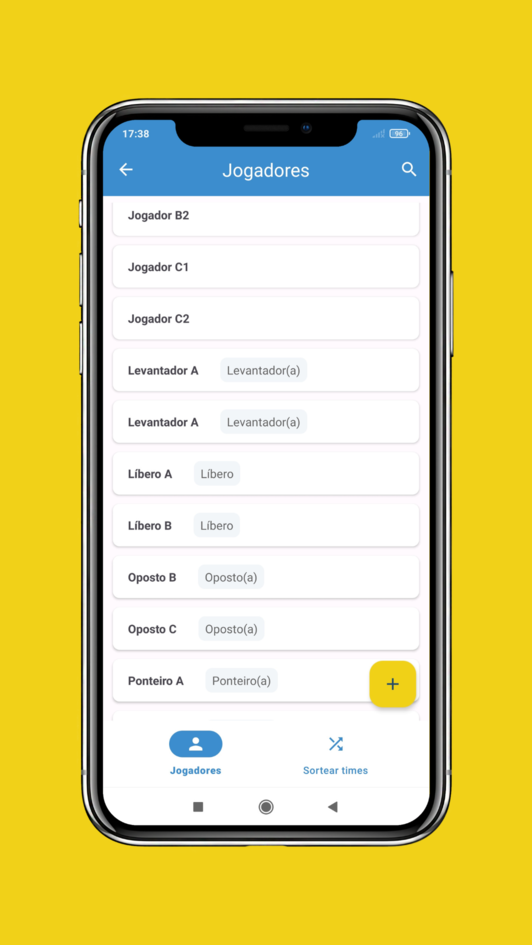 17:38
96
Jogadores
Jogador B2
Jogador C1
Jogador C2
Levantador A Levantador(a)
Levantador A Levantador(a)
Líbero A Líbero
Líbero B Líbero
Oposto B Oposto(a)
Oposto C Oposto(a)
Ponteiro A Ponteiro(a)
+
Jogadores Sortear times